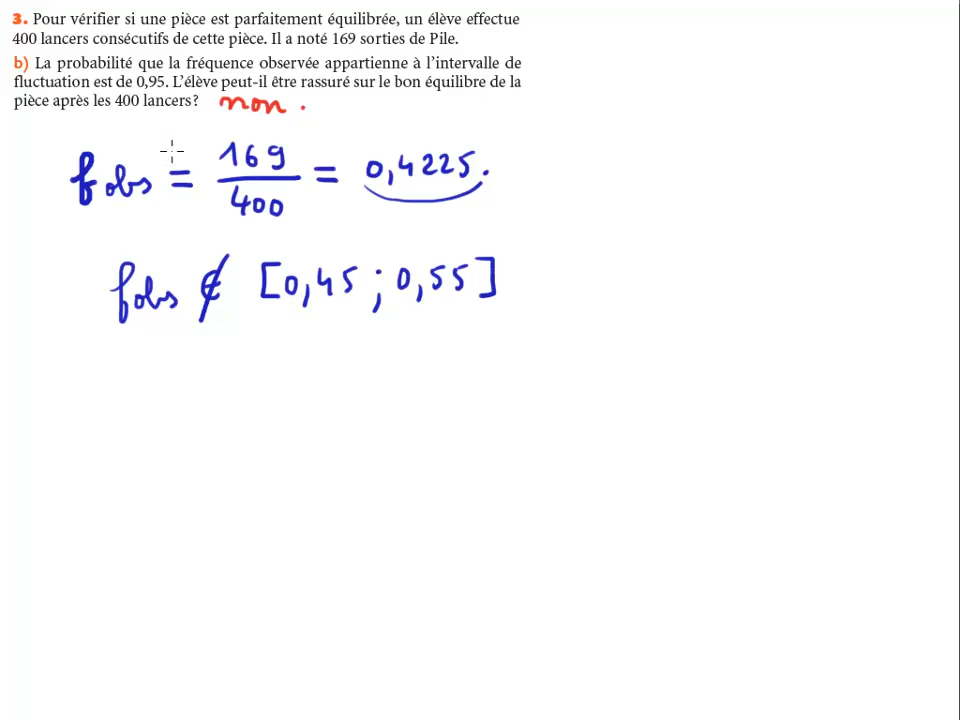 3. Pour vérifier si une pièce est parfaitement équilibrée, un élève effectue
400 lancers consécutifs de cette pièce. Il a noté 169 sorties de Pile.
b) La probabilité que la fréquence observée appartienne à l'intervalle de
fluctuation est de 0,95. L'élève peut-il être rassuré sur le bon équilibre de la
pièce après les 400 lancers? non.
f obs = 169/400 = 0,4225.
f obs ∉ [0,45 ; 0,55]